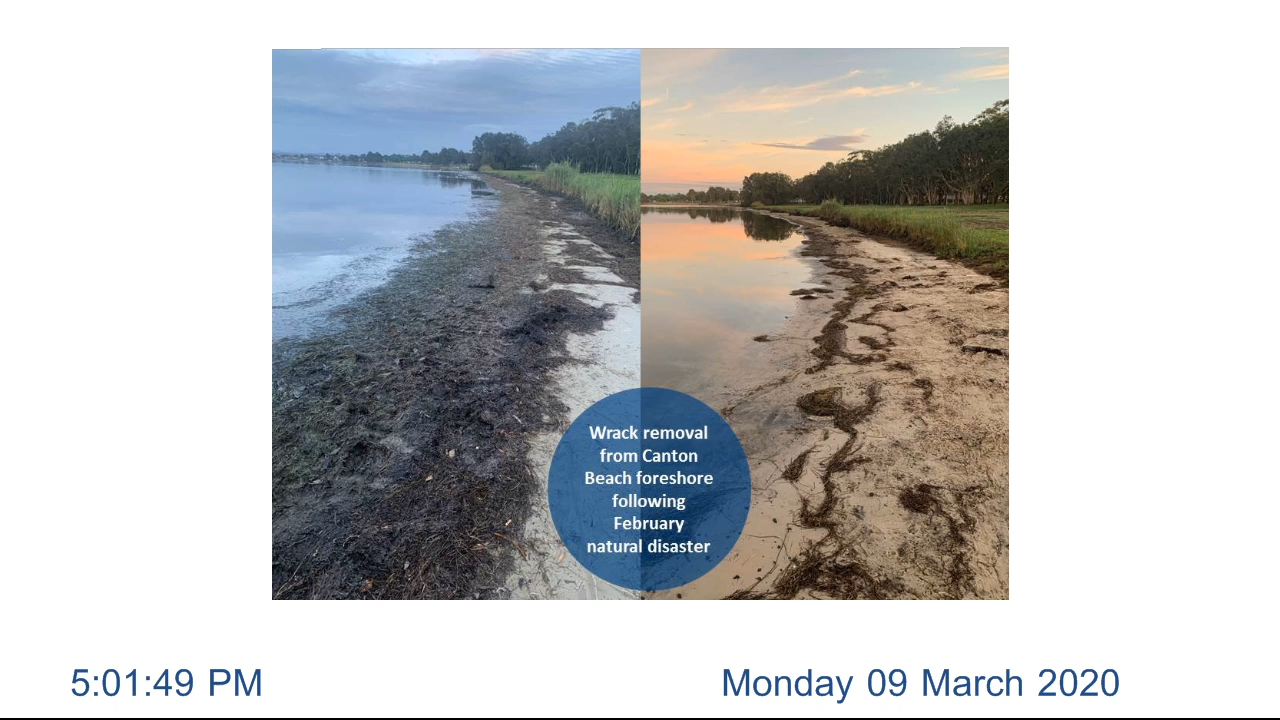 Wrack removal
from Canton
Beach foreshore
following
February
natural disaster
5:01:49 PM
Monday 09 March 2020